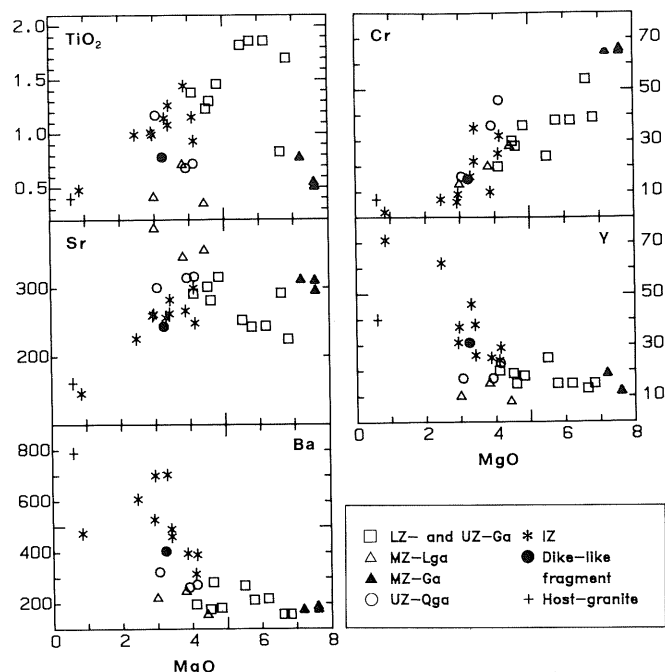 TiO2
2.0
1.5
1.0
0.5
Cr
70
50
30
10
Sr
300
200
Y
70
50
30
10
0 2 4 6 8
MgO
Ba
800
600
400
200
0 2 4 6 8
MgO
□ LZ- and UZ-Ga
△ MZ-Lga
▲ MZ-Ga
○ UZ-Qga
* IZ
● Dike-like
fragment
+ Host-granite